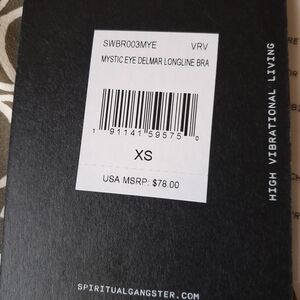 SWBR003MYE VRV
MYSTIC EYE DELMAR LONGLINE BRA
1 91141 59575 0
XS
USA MSRP: $78.00
HIGH VIBRATIONAL LIVING
SPIRITUALGANGSTER.COM